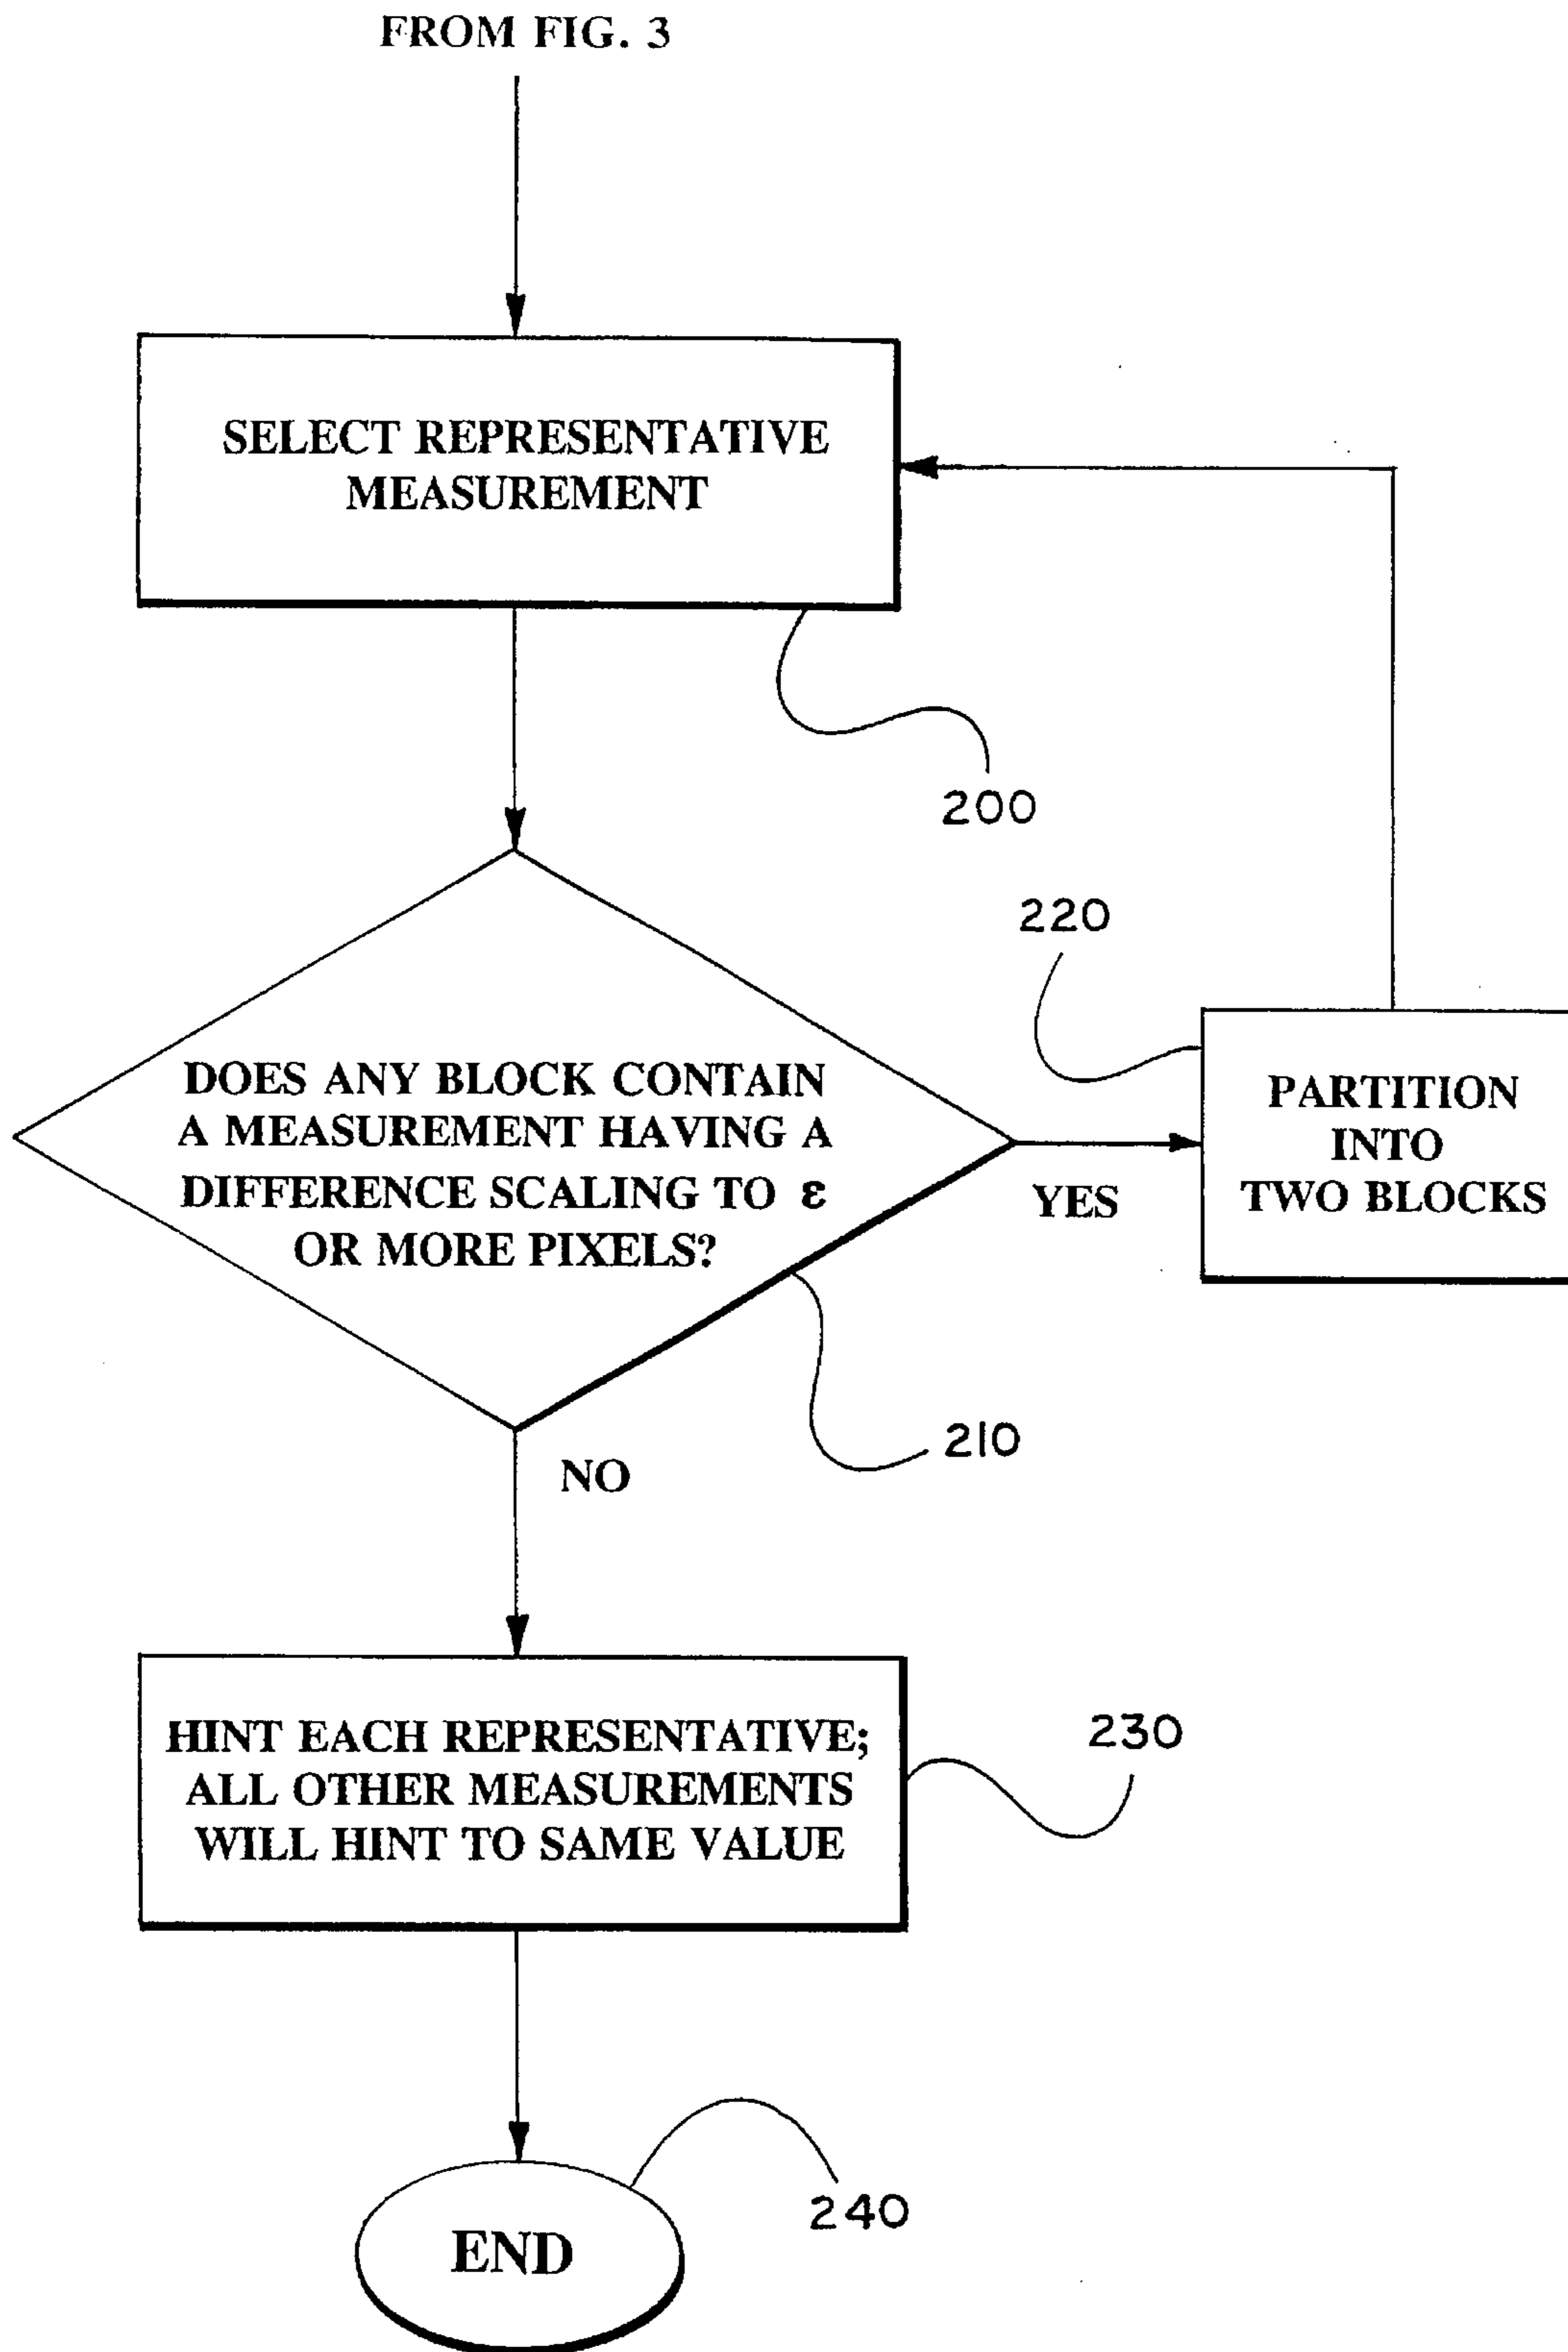 FROM FIG. 3
SELECT REPRESENTATIVE
MEASUREMENT
200
DOES ANY BLOCK CONTAIN
A MEASUREMENT HAVING A
DIFFERENCE SCALING TO ε
OR MORE PIXELS?
210
YES
220
PARTITION
INTO
TWO BLOCKS
NO
HINT EACH REPRESENTATIVE;
ALL OTHER MEASUREMENTS
WILL HINT TO SAME VALUE
230
END
240